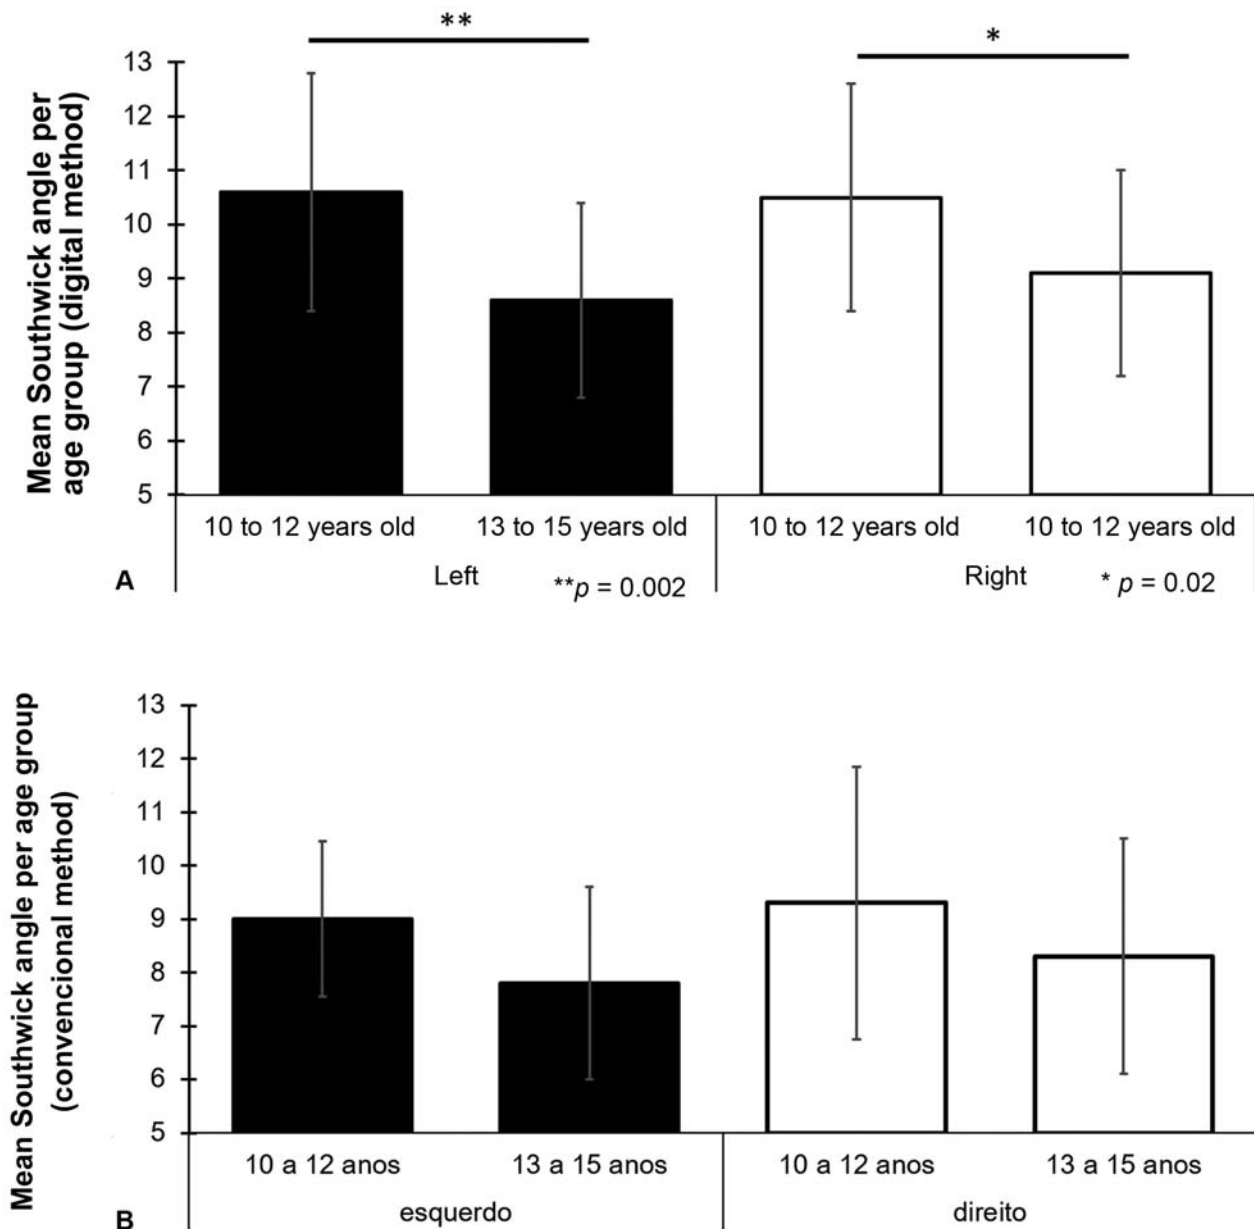 **
*
Mean Southwick angle per
age group (digital method)
13
12
11
10
9
8
7
6
5
10 to 12 years old
13 to 15 years old
10 to 12 years old
10 to 12 years old
A
Left
**p = 0.002
Right
* p = 0.02
Mean Southwick angle per age group
(convencional method)
13
12
11
10
9
8
7
6
5
10 a 12 anos
13 a 15 anos
10 a 12 anos
13 a 15 anos
B
esquerdo
direito